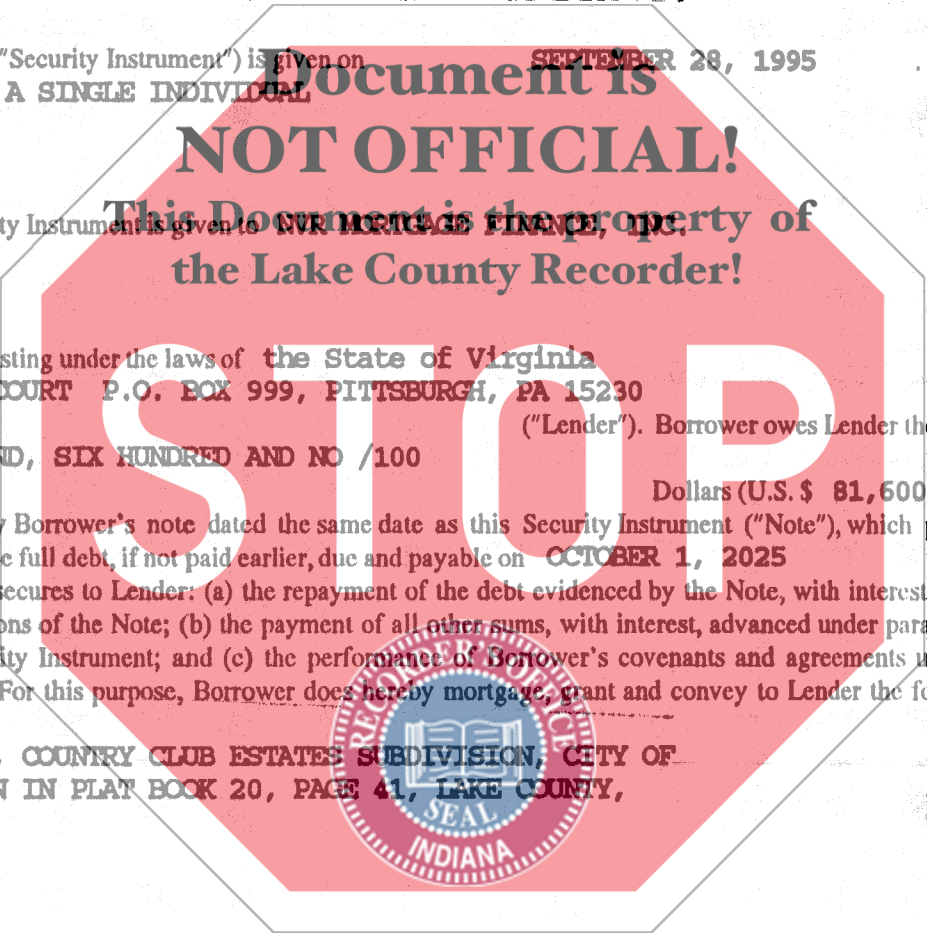 "Security Instrument") is given on SEPTEMBER 28, 1995
Document is
A SINGLE INDIVIDUAL
NOT OFFICIAL!
This Document is the property of
ty Instrument is given to NVR MORTGAGE FINANCE, INC.
the Lake County Recorder!
sting under the laws of the State of Virginia
COURT P.O. BOX 999, PITTSBURGH, PA 15230
("Lender"). Borrower owes Lender the
ND, SIX HUNDRED AND NO /100
Dollars (U.S. $ 81,600
STOP
y Borrower's note dated the same date as this Security Instrument ("Note"), which p
e full debt, if not paid earlier, due and payable on OCTOBER 1, 2025
secures to Lender: (a) the repayment of the debt evidenced by the Note, with interest
ons of the Note; (b) the payment of all other sums, with interest, advanced under para
ity Instrument; and (c) the performance of Borrower's covenants and agreements u
For this purpose, Borrower does hereby mortgage, grant and convey to Lender the fo
RECORDER'S OFFICE
COUNTRY CLUB ESTATES SUBDIVISION, CITY OF
N IN PLAT BOOK 20, PAGE 41, LAKE COUNTY,
SEAL
INDIANA